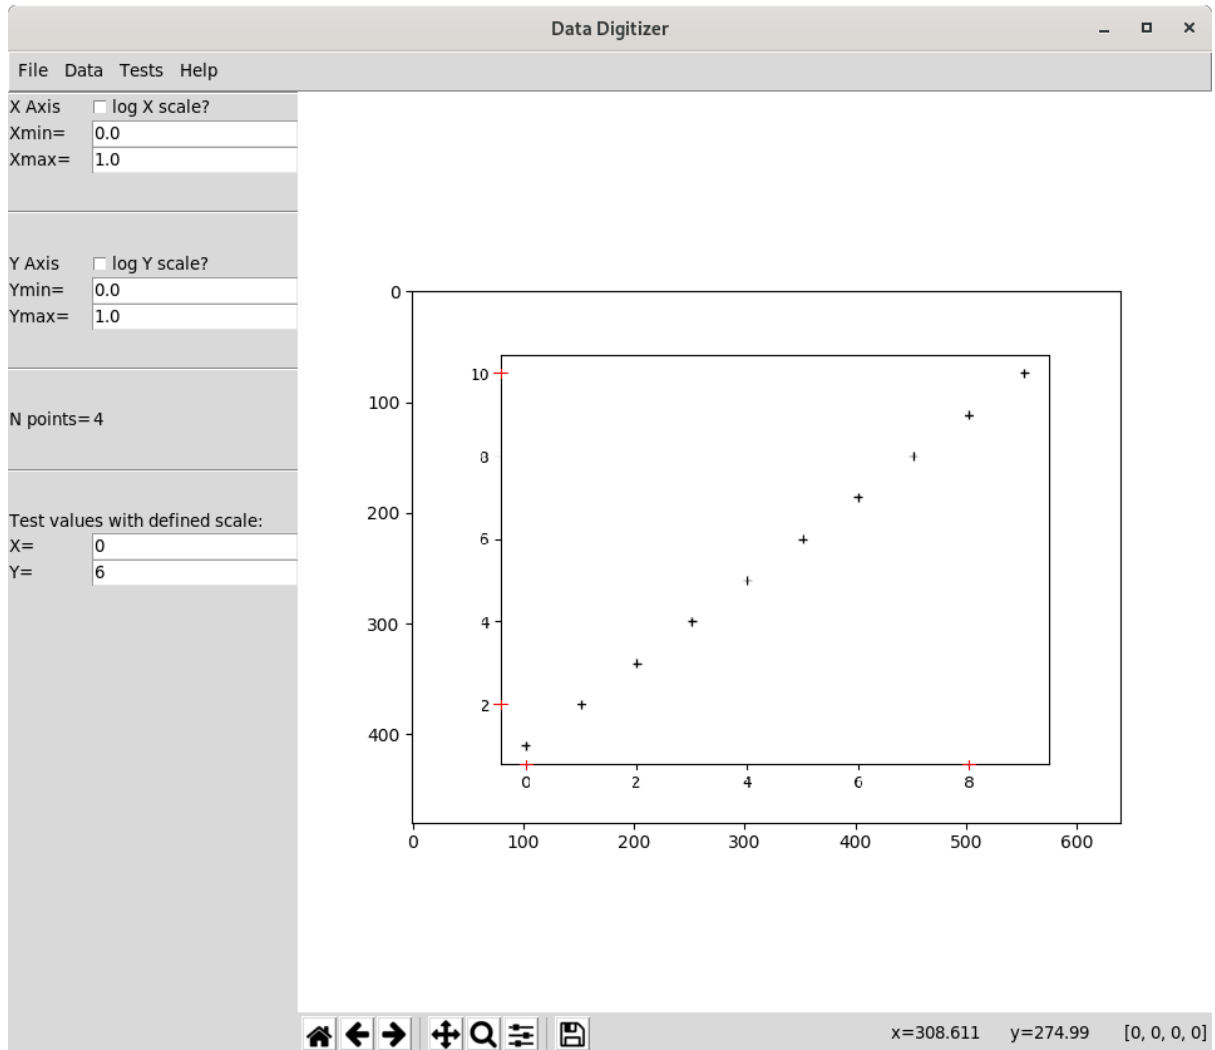 Data Digitizer
File Data Tests Help
X Axis log X scale?
Xmin= 0.0
Xmax= 1.0
Y Axis log Y scale?
Ymin= 0.0
Ymax= 1.0
N points= 4
Test values with defined scale:
X= 0
Y= 6
0
100
200
300
400
10
8
6
4
2
0 2 4 6 8
0 100 200 300 400 500 600
x=308.611 y=274.99 [0, 0, 0, 0]